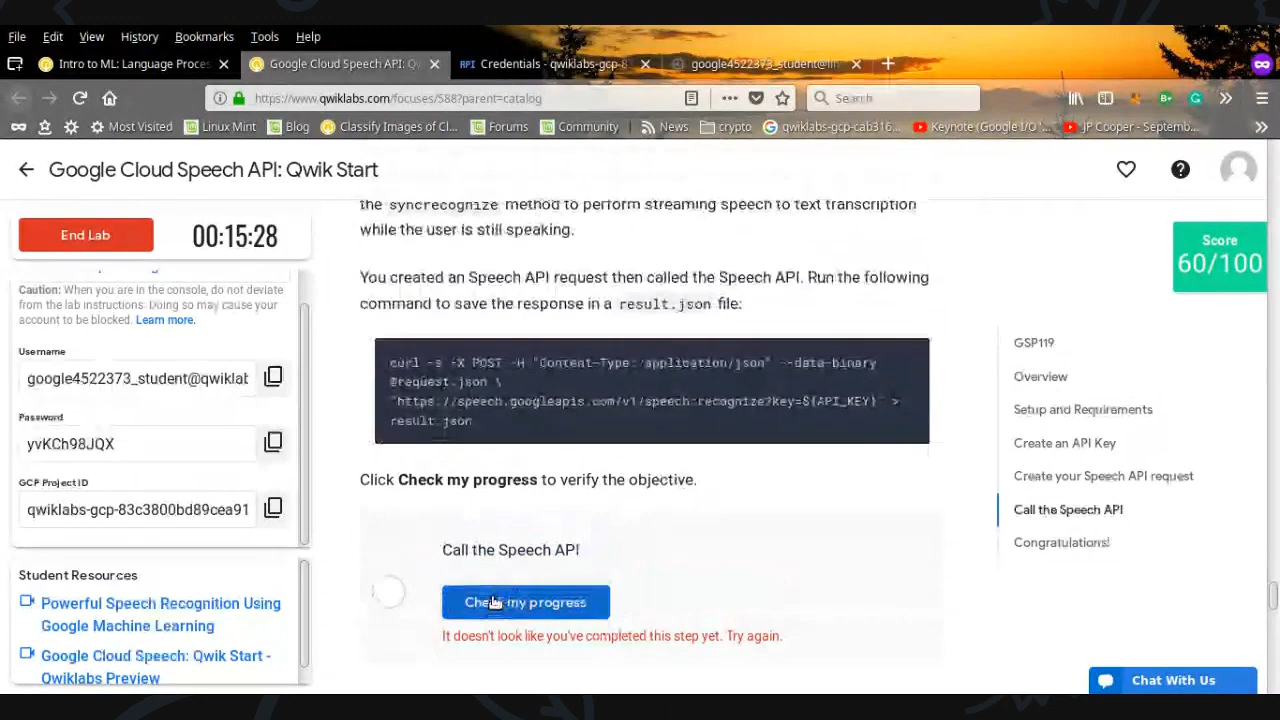 File Edit View History Bookmarks Tools Help
Intro to ML: Language Proces
Google Cloud Speech API: Q
RPI Credentials - qwiklabs-gcp-8
google4522373_student@lin
https://www.qwiklabs.com/focuses/588?parent=catalog
Search
Most Visited Linux Mint Blog Classify Images of Cl... Forums Community News crypto qwiklabs-gcp-cab316... Keynote (Google I/O '... JP Cooper - Septemb...
Google Cloud Speech API: Qwik Start
End Lab
00:15:28
Caution: When you are in the console, do not deviate
from the lab instructions. Doing so may cause your
account to be blocked. Learn more.
Username
google4522373_student@qwiklab
Password
yvKCh98JQX
GCP Project ID
qwiklabs-gcp-83c3800bd89cea91
Student Resources
Powerful Speech Recognition Using
Google Machine Learning
Google Cloud Speech: Qwik Start -
Qwiklabs Preview
the syncrecognize method to perform streaming speech to text transcription
while the user is still speaking.
You created an Speech API request then called the Speech API. Run the following
command to save the response in a result.json file:
curl -s -X POST -H "Content-Type: application/json" --data-binary
@request.json \
"https://speech.googleapis.com/v1/speech:recognize?key=${API_KEY}" >
result.json
Click Check my progress to verify the objective.
Call the Speech API
Check my progress
It doesn't look like you've completed this step yet. Try again.
Score
60/100
GSP119
Overview
Setup and Requirements
Create an API Key
Create your Speech API request
Call the Speech API
Congratulations!
Chat With Us